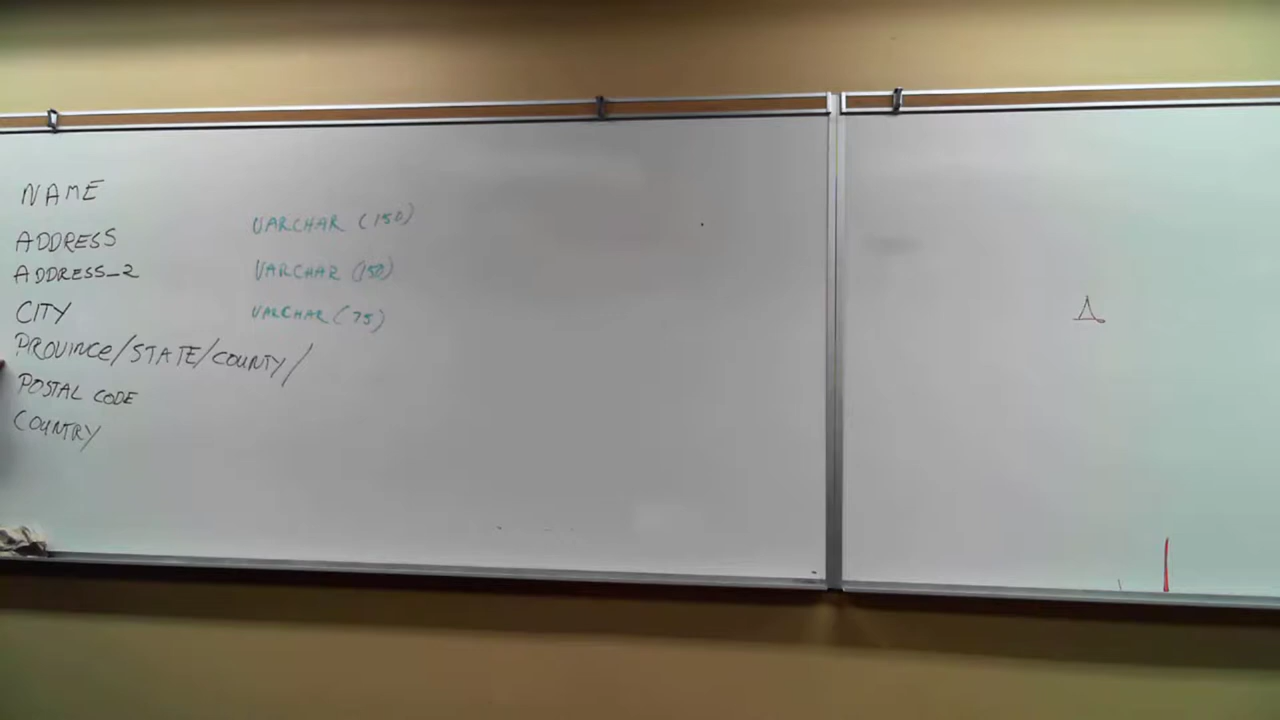 NAME
ADDRESS VARCHAR (150)
ADDRESS_2 VARCHAR (150)
CITY VARCHAR (75)
PROVINCE/STATE/COUNTY/
POSTAL CODE
COUNTRY